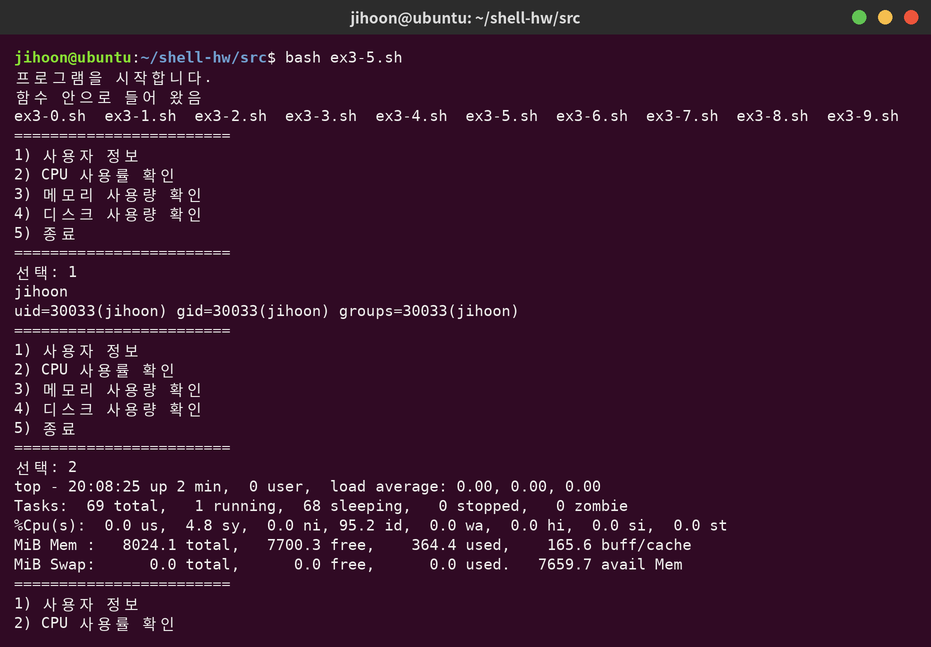 jihoon@ubuntu: ~/shell-hw/src
jihoon@ubuntu:~/shell-hw/src$ bash ex3-5.sh
프로그램을 시작합니다.
함수 안으로 들어 왔음
ex3-0.sh  ex3-1.sh  ex3-2.sh  ex3-3.sh  ex3-4.sh  ex3-5.sh  ex3-6.sh  ex3-7.sh  ex3-8.sh  ex3-9.sh
========================
1) 사용자 정보
2) CPU 사용률 확인
3) 메모리 사용량 확인
4) 디스크 사용량 확인
5) 종료
========================
선택: 1
jihoon
uid=30033(jihoon) gid=30033(jihoon) groups=30033(jihoon)
========================
1) 사용자 정보
2) CPU 사용률 확인
3) 메모리 사용량 확인
4) 디스크 사용량 확인
5) 종료
========================
선택: 2
top - 20:08:25 up 2 min,  0 user,  load average: 0.00, 0.00, 0.00
Tasks:  69 total,   1 running,  68 sleeping,   0 stopped,   0 zombie
%Cpu(s):  0.0 us,  4.8 sy,  0.0 ni, 95.2 id,  0.0 wa,  0.0 hi,  0.0 si,  0.0 st
MiB Mem :   8024.1 total,   7700.3 free,    364.4 used,    165.6 buff/cache
MiB Swap:      0.0 total,      0.0 free,      0.0 used.   7659.7 avail Mem
========================
1) 사용자 정보
2) CPU 사용률 확인